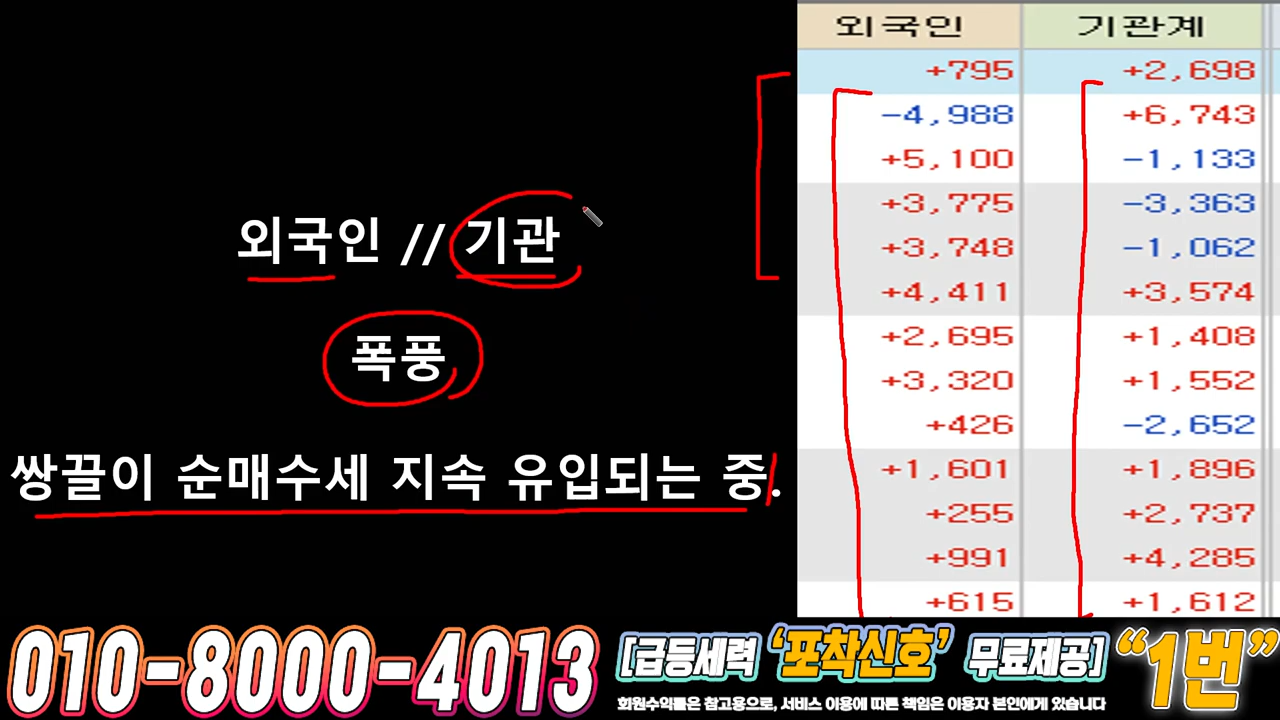 외국인 // 기관
폭풍
쌍끌이 순매수세 지속 유입되는 중.
외국인 기관계
+795 +2,698
-4,988 +6,743
+5,100 -1,133
+3,775 -3,363
+3,748 -1,062
+4,411 +3,574
+2,695 +1,408
+3,320 +1,552
+426 -2,652
+1,601 +1,896
+255 +2,737
+991 +4,285
+615 +1,612
010-8000-4013 [급등세력 '포착신호' 무료제공] "1번"
회원수익률은 참고용으로, 서비스 이용에 따른 책임은 이용자 본인에게 있습니다